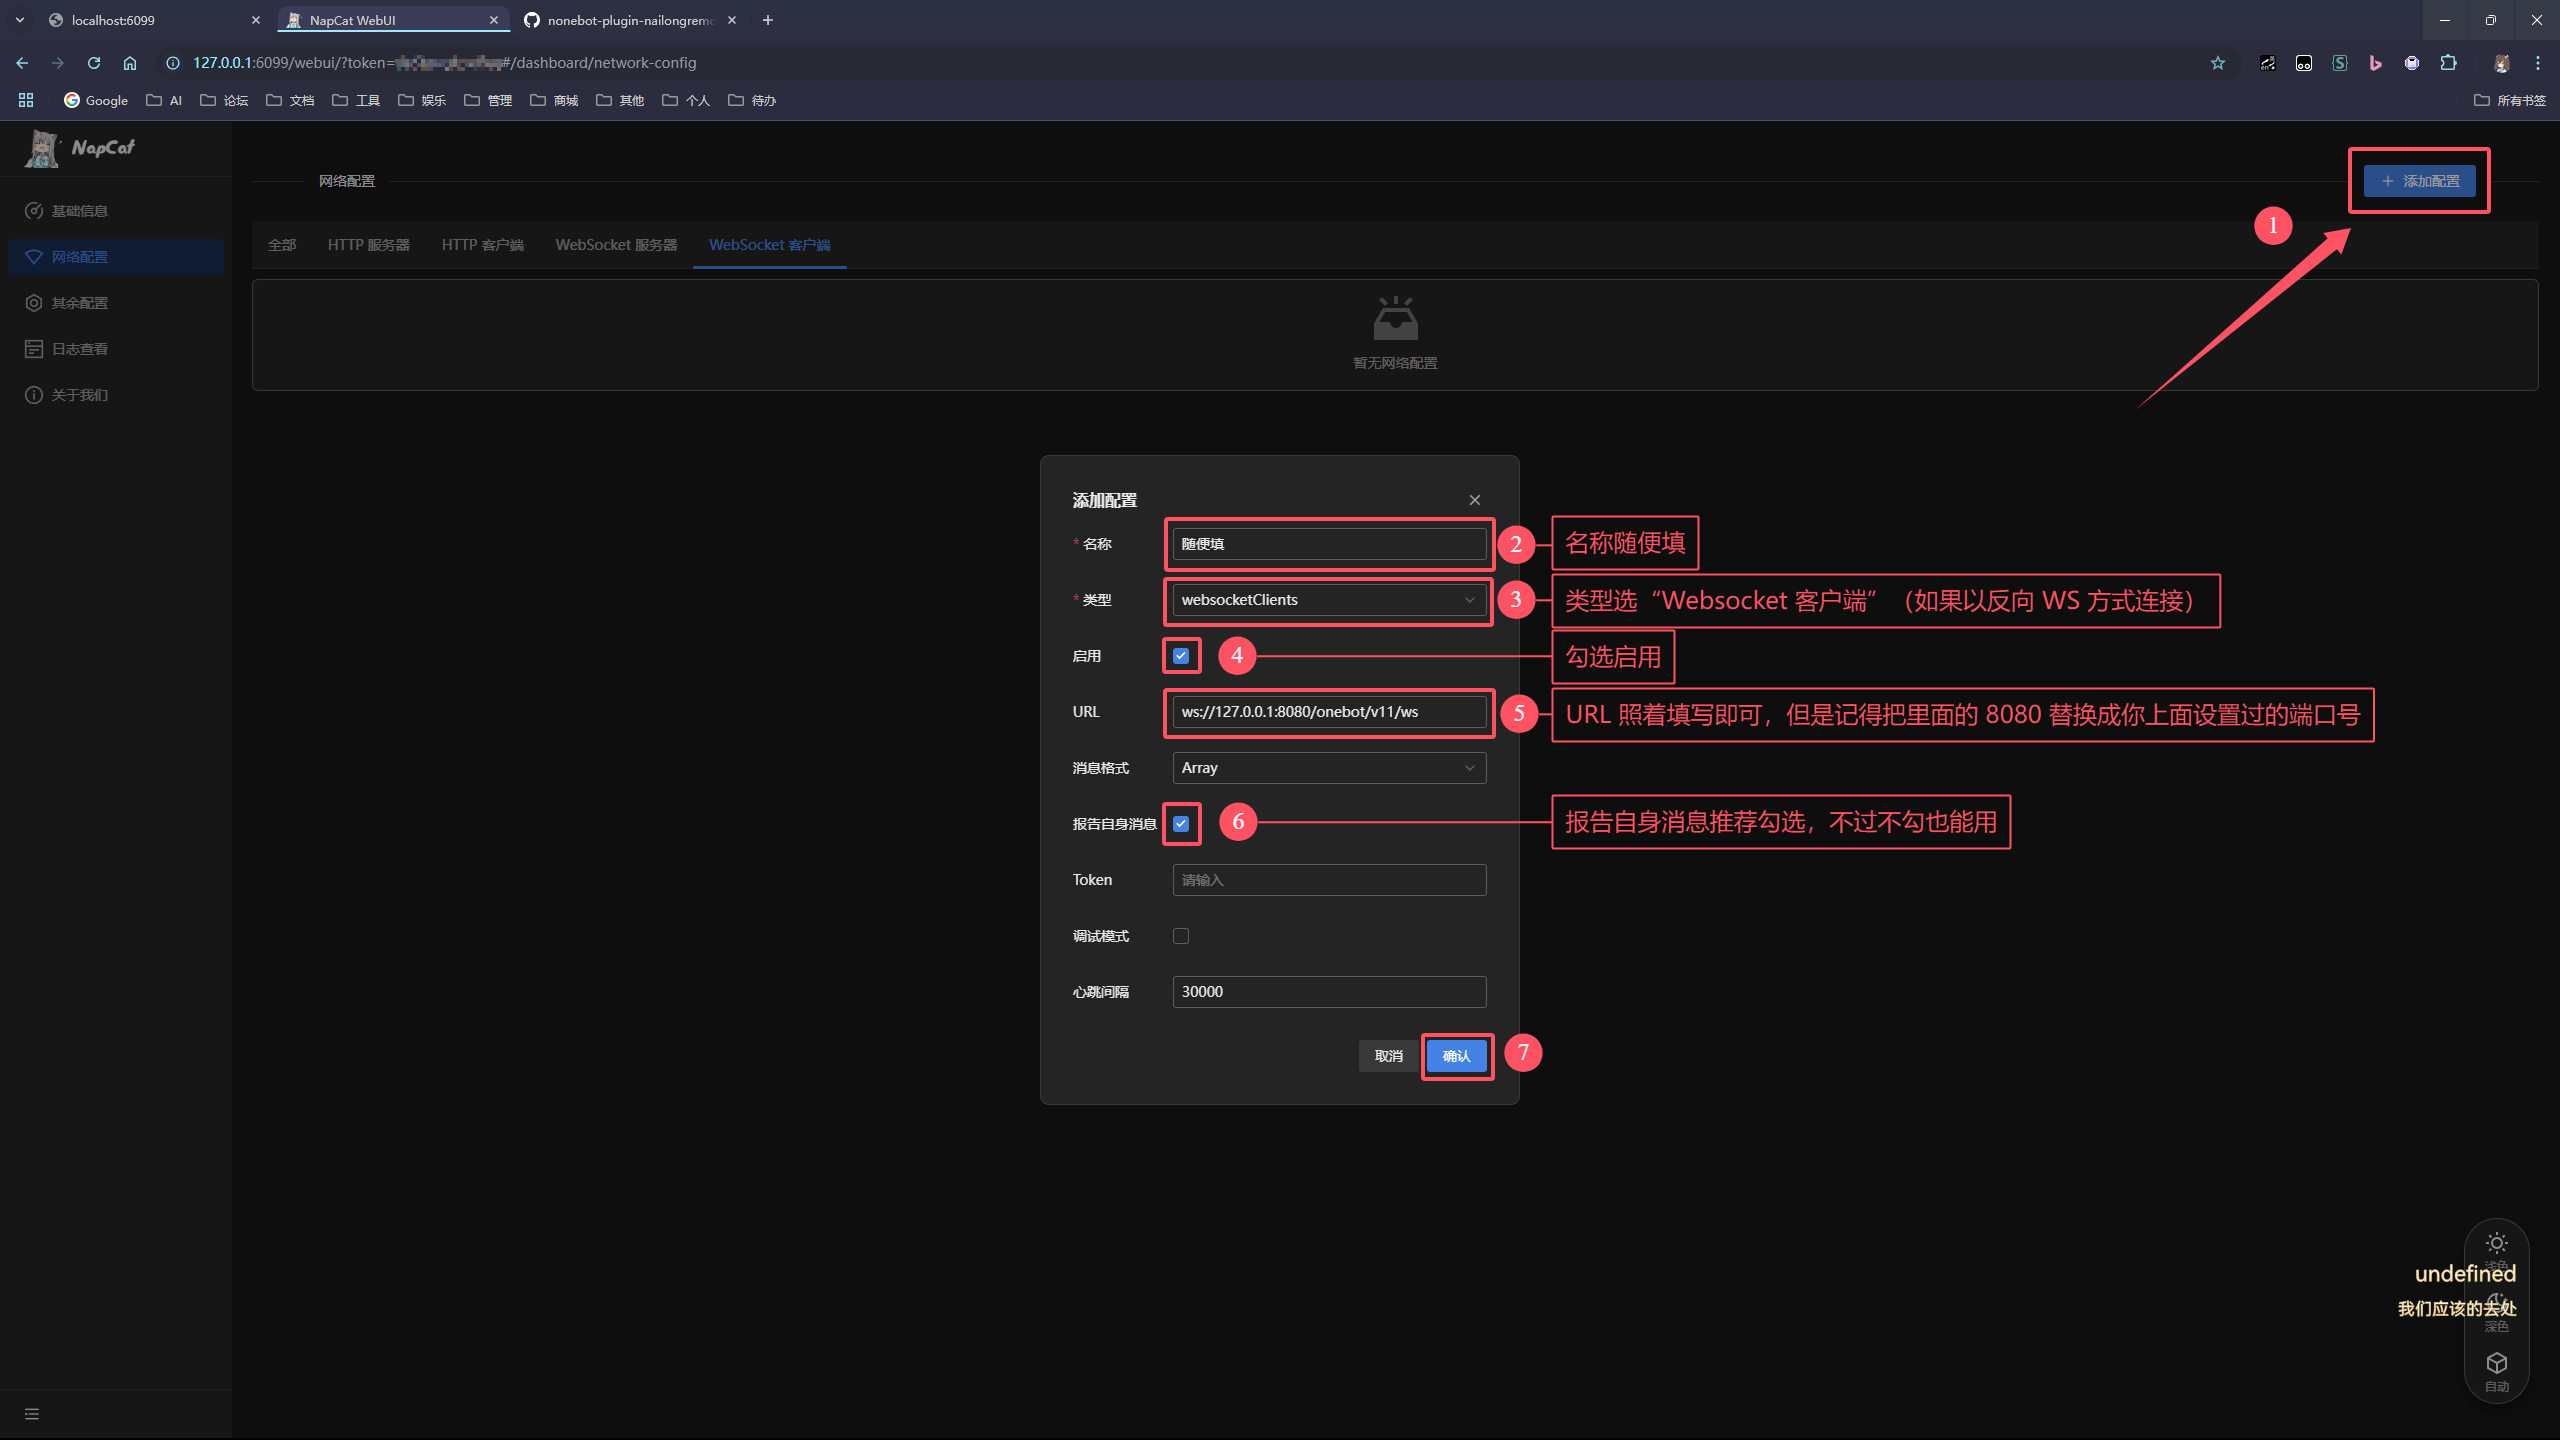 localhost:6099
NapCat WebUI
nonebot-plugin-nailongremo
127.0.0.1:6099/webui/?token=
#/dashboard/network-config
Google
AI
论坛
文档
工具
娱乐
管理
商城
其他
个人
待办
所有书签
NapCat
基础信息
网络配置
其余配置
日志查看
关于我们
网络配置
添加配置
1
全部
HTTP 服务器
HTTP 客户端
WebSocket 服务器
WebSocket 客户端
暂无网络配置
添加配置
* 名称
随便填
2
名称随便填
* 类型
websocketClients
3
类型选“Websocket 客户端”（如果以反向 WS 方式连接）
启用
4
勾选启用
URL
ws://127.0.0.1:8080/onebot/v11/ws
5
URL 照着填写即可，但是记得把里面的 8080 替换成你上面设置过的端口号
消息格式
Array
报告自身消息
6
报告自身消息推荐勾选，不过不勾也能用
Token
请输入
调试模式
心跳间隔
30000
取消
确认
7
undefined
我们应该的去处
深色
自动